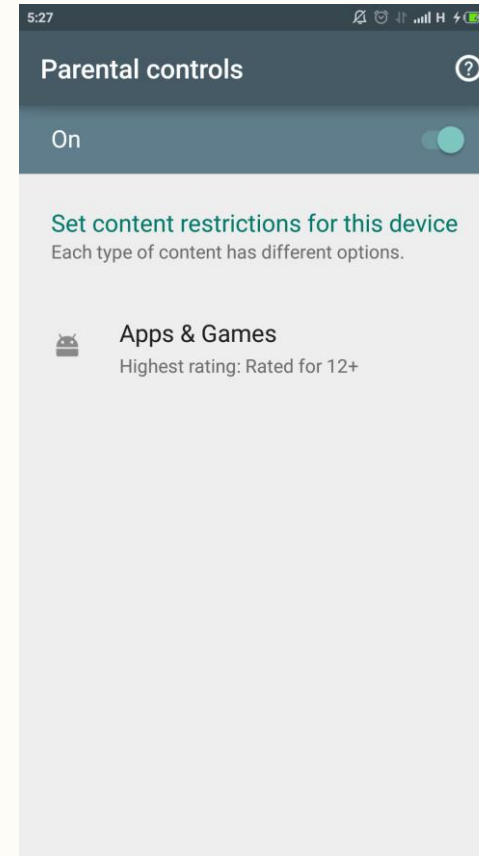 5:27
H
Parental controls
?
On
Set content restrictions for this device
Each type of content has different options.
Apps & Games
Highest rating: Rated for 12+